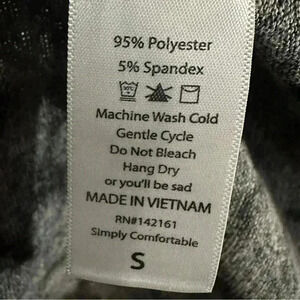 95% Polyester
5% Spandex
Machine Wash Cold
Gentle Cycle
Do Not Bleach
Hang Dry
or you'll be sad
MADE IN VIETNAM
RN#142161
Simply Comfortable
S